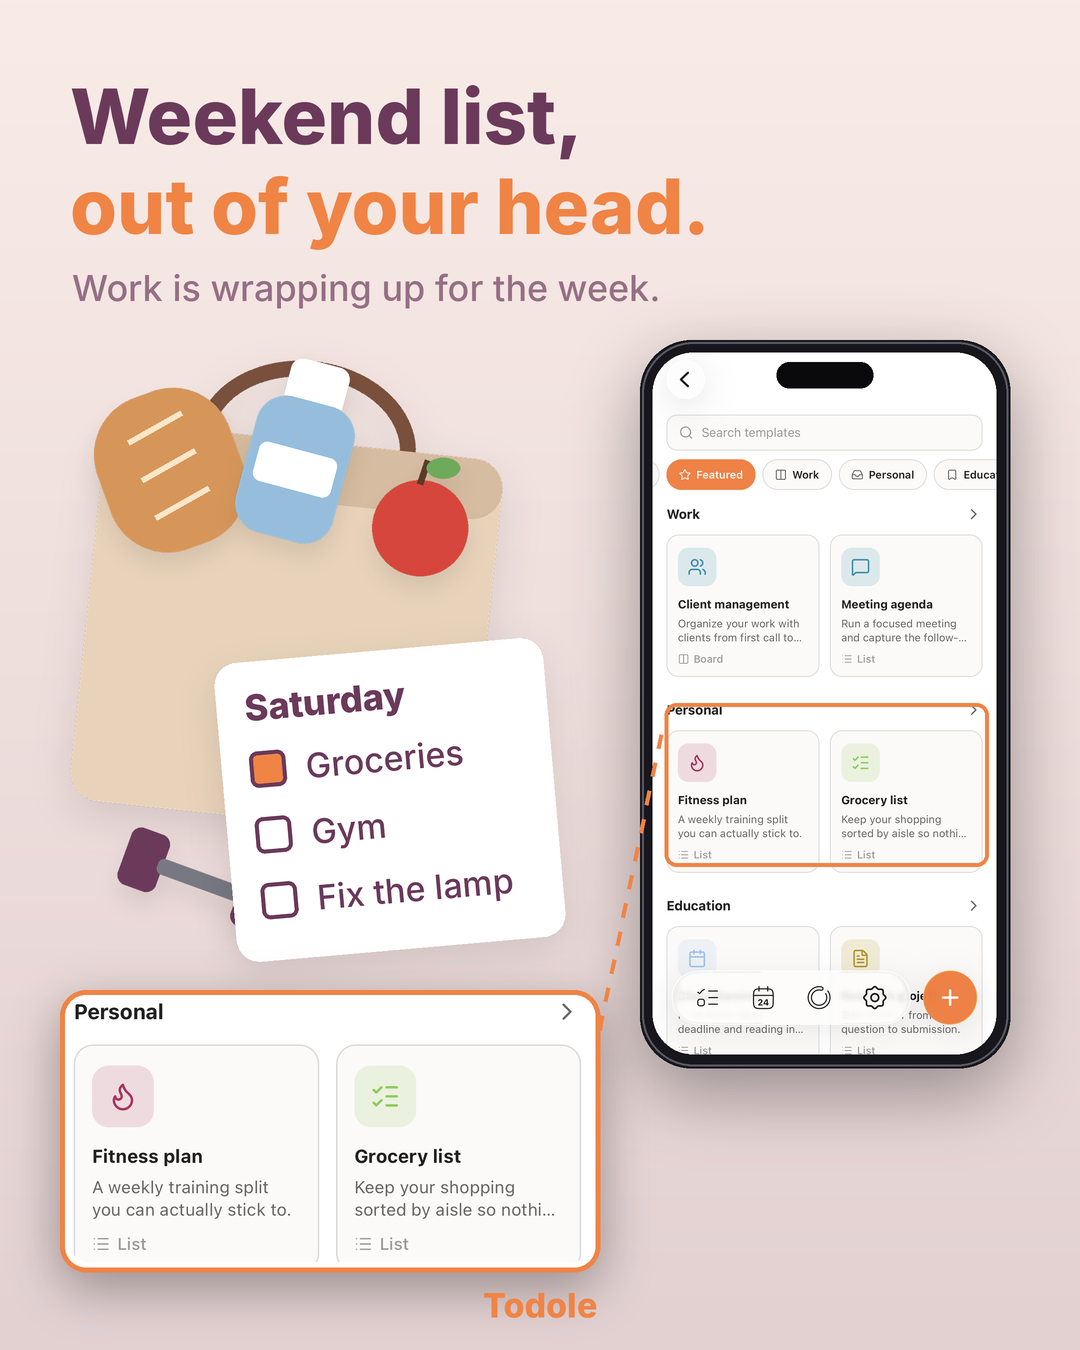 Weekend list,
out of your head.
Work is wrapping up for the week.
Saturday
Groceries
Gym
Fix the lamp
Search templates
Featured
Work
Personal
Educa
Work
Client management
Organize your work with
clients from first call to...
Board
Meeting agenda
Run a focused meeting
and capture the follow-...
List
Personal
Fitness plan
A weekly training split
you can actually stick to.
List
Grocery list
Keep your shopping
sorted by aisle so nothi...
List
Education
24
deadline and reading in...
List
from
question to submission.
List
Personal
Fitness plan
A weekly training split
you can actually stick to.
List
Grocery list
Keep your shopping
sorted by aisle so nothi...
List
Todole